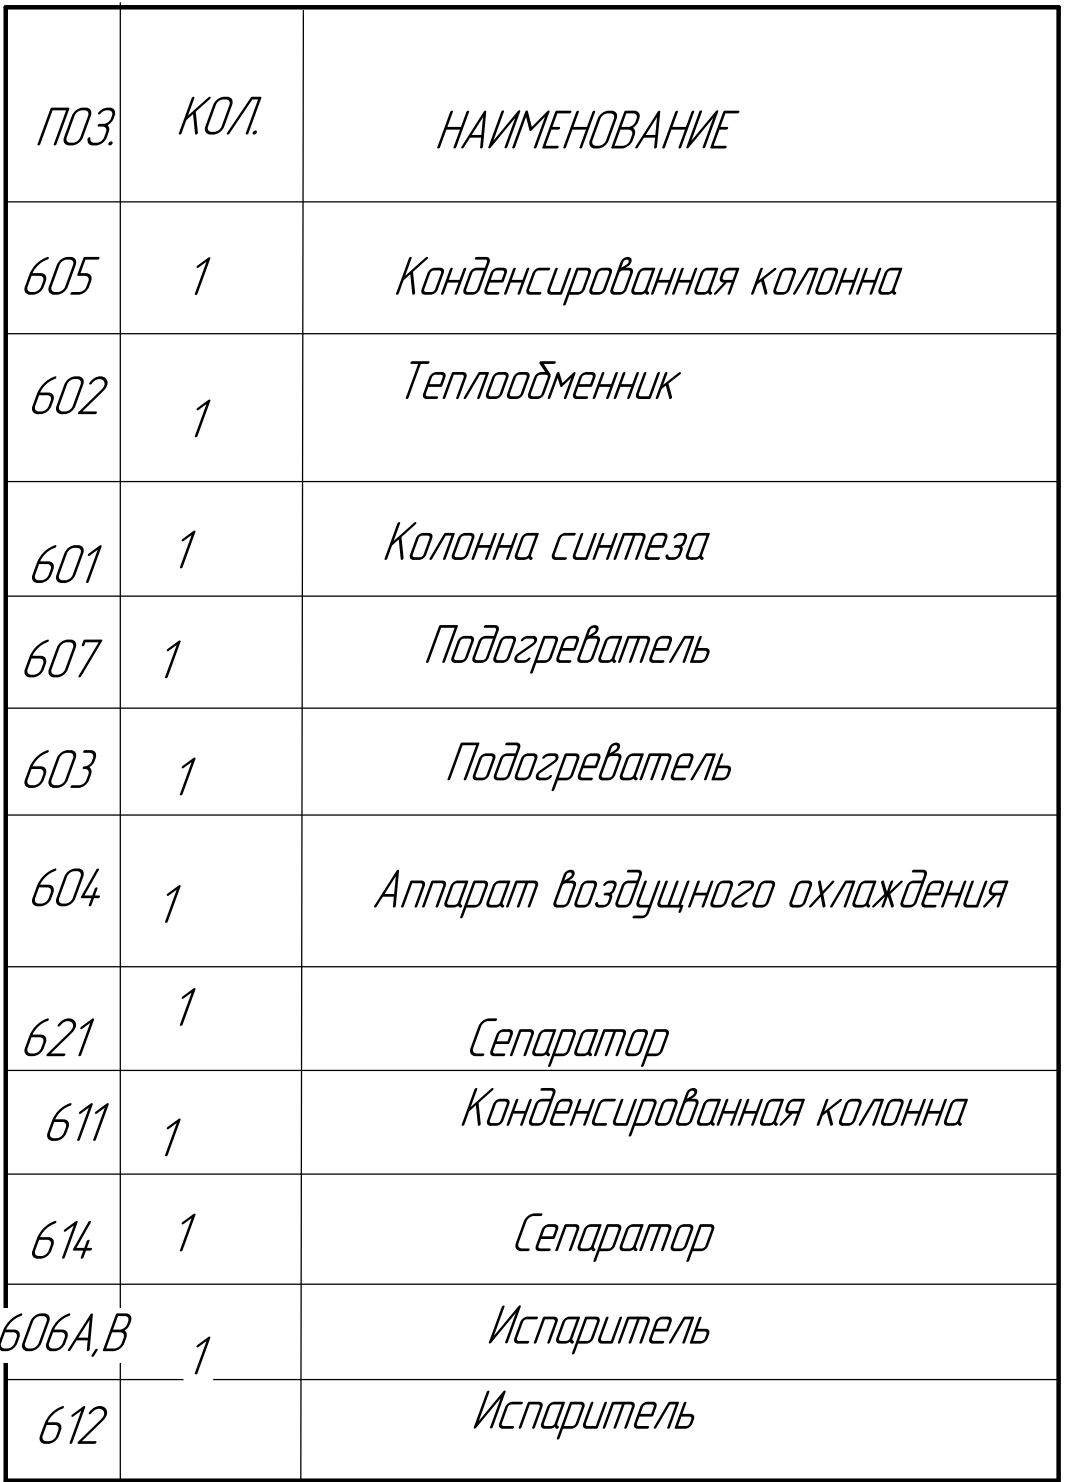 ПОЗ. КОЛ. НАИМЕНОВАНИЕ
605 1 Конденсированная колонна
602 1 Теплообменник
601 1 Колонна синтеза
607 1 Подогреватель
603 1 Подогреватель
604 1 Аппарат воздущного охлаждения
621 1 Сепаратор
611 1 Конденсированная колонна
614 1 Сепаратор
606А,В 1 Испаритель
612 Испаритель